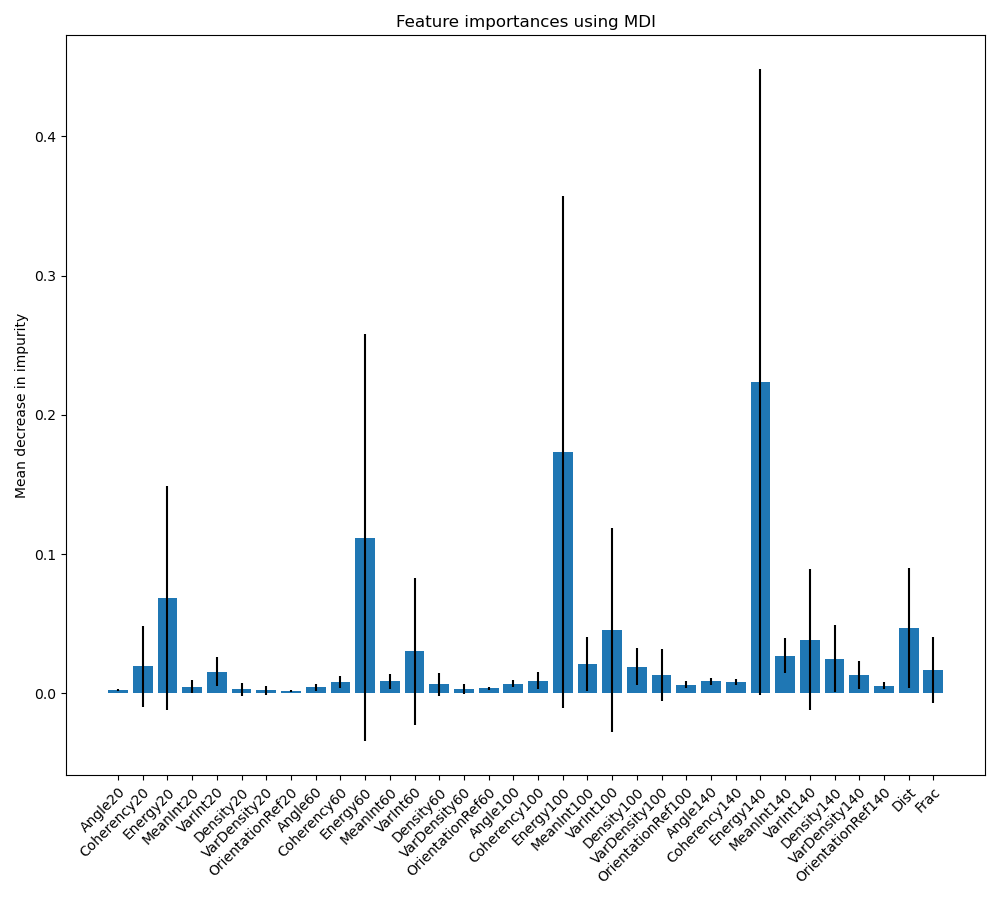 Feature importances using MDI
Mean decrease in impurity
0.4
0.3
0.2
0.1
0.0
Angle20
Coherency20
Energy20
MeanInt20
VarInt20
Density20
VarDensity20
OrientationRef20
Angle60
Coherency60
Energy60
MeanInt60
VarInt60
Density60
VarDensity60
OrientationRef60
Angle100
Coherency100
Energy100
MeanInt100
VarInt100
Density100
VarDensity100
OrientationRef100
Angle140
Coherency140
Energy140
MeanInt140
VarInt140
Density140
VarDensity140
OrientationRef140
Dist
Frac